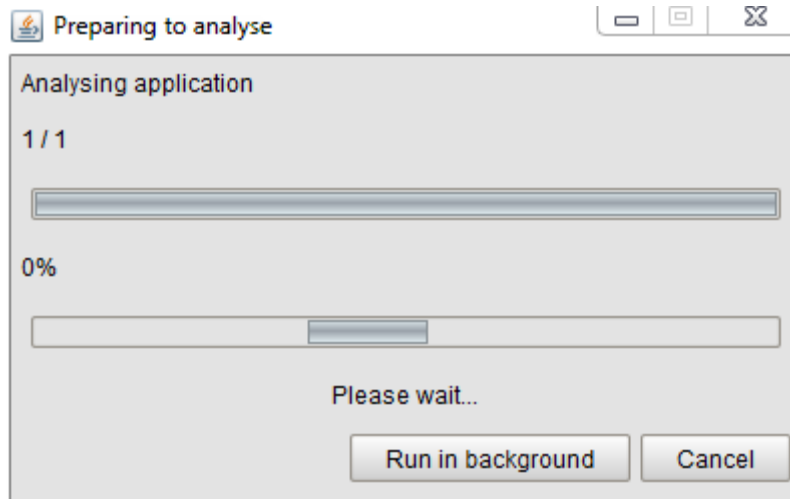 Preparing to analyse
Analysing application
1 / 1
0%
Please wait...
Run in background Cancel